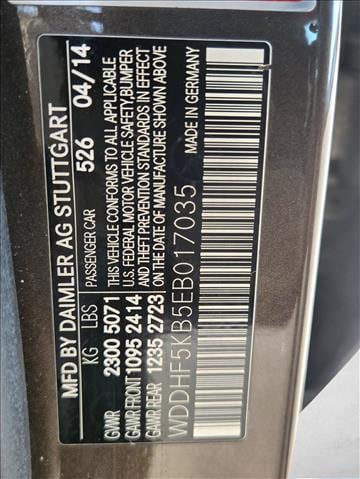 MFD BY DAIMLER AG STUTTGART
PASSENGER CAR 526 04/14
KG LBS
GVWR 2300 5071
GAWR FRONT 1095 2414
GAWR REAR 1235 2723
THIS VEHICLE CONFORMS TO ALL APPLICABLE
U.S. FEDERAL MOTOR VEHICLE SAFETY, BUMPER
AND THEFT PREVENTION STANDARDS IN EFFECT
ON THE DATE OF MANUFACTURE SHOWN ABOVE
WDDHF5KB5EB017035
MADE IN GERMANY